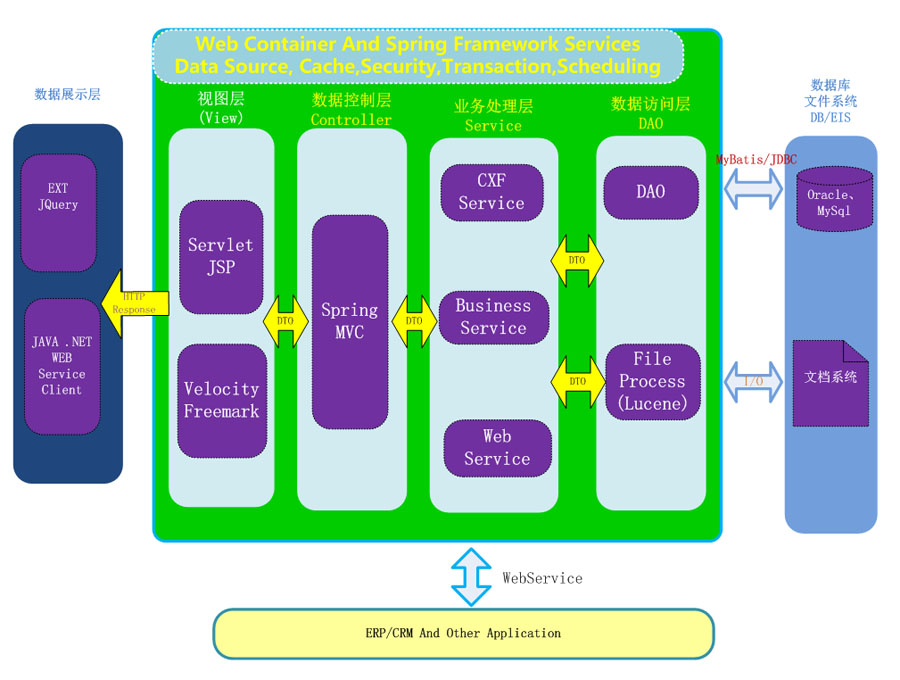 Web Container And Spring Framework Services
Data Source, Cache,Security,Transaction,Scheduling
数据展示层
EXT
JQuery
JAVA .NET
WEB
Service
Client
HTTP
Response
视图层
(View)
Servlet
JSP
Velocity
Freemark
DTO
数据控制层
Controller
Spring
MVC
DTO
业务处理层
Service
CXF
Service
Business
Service
Web
Service
DTO
DTO
数据访问层
DAO
DAO
File
Process
(Lucene)
MyBatis/JDBC
I/O
数据库
文件系统
DB/EIS
Oracle、
MySql
文档系统
WebService
ERP/CRM And Other Application